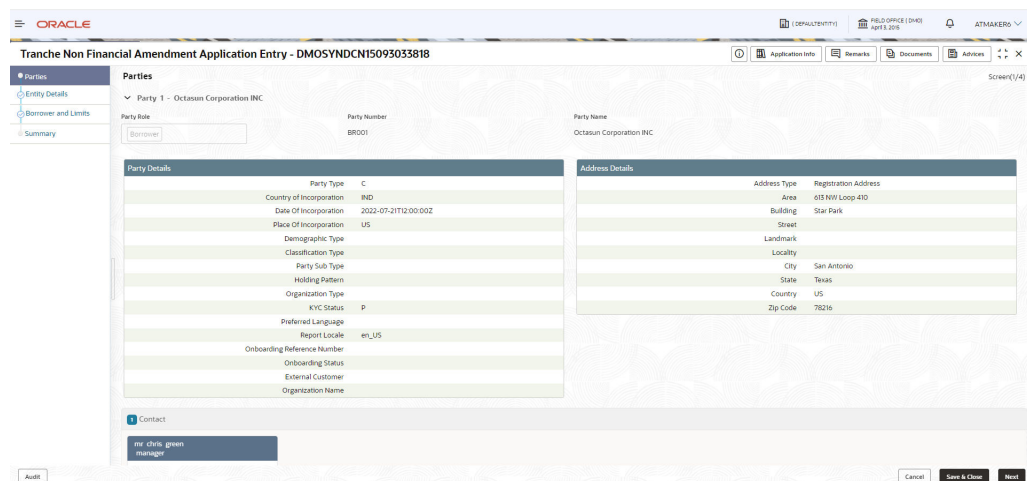 ORACLE
( DEFAULTENTITY)
FIELD OFFICE ( DMO)
April 3, 2015
ATMAKER6
Tranche Non Financial Amendment Application Entry - DMOSYNDCN15093033818
Application Info
Remarks
Documents
Advices
Parties
Entity Details
Borrower and Limits
Summary
Parties
Screen(1/4)
Party 1 - Octasun Corporation INC
Party Role
Party Number
Party Name
Borrower
BR001
Octasun Corporation INC
Party Details
Party Type C
Country of Incorporation IND
Date Of Incorporation 2022-07-21T12:00:00Z
Place Of Incorporation US
Demographic Type
Classification Type
Party Sub Type
Holding Pattern
Organization Type
KYC Status P
Preferred Language
Report Locale en_US
Onboarding Reference Number
Onboarding Status
External Customer
Organization Name
Address Details
Address Type Registration Address
Area 613 NW Loop 410
Building Star Park
Street
Landmark
Locality
City San Antonio
State Texas
Country US
Zip Code 78216
1 Contact
mr chris green
manager
Audit
Cancel
Save & Close
Next